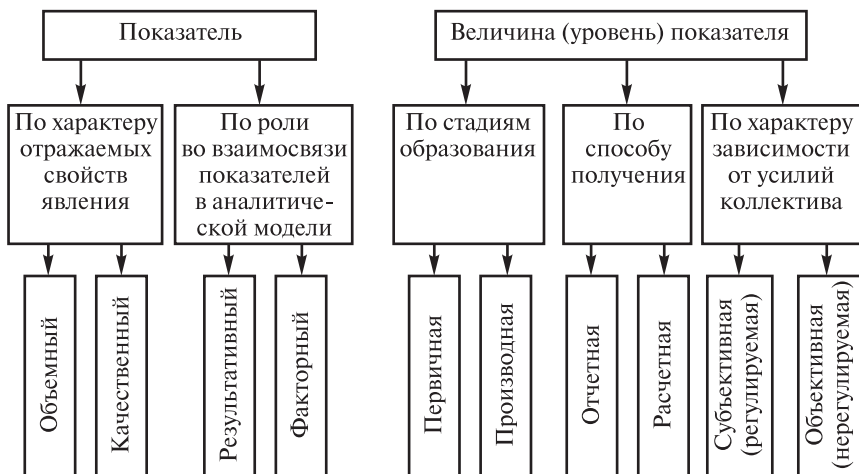 Показатель
Величина (уровень) показателя
По характеру
отражаемых
свойств
явления
По роли
во взаимосвязи
показателей
в аналитиче-
ской модели
По стадиям
образования
По
способу
получения
По характеру
зависимости
от усилий
коллектива
Объемный
Качественный
Результативный
Факторный
Первичная
Производная
Отчетная
Расчетная
Субъективная
(регулируемая)
Объективная
(нерегулируемая)